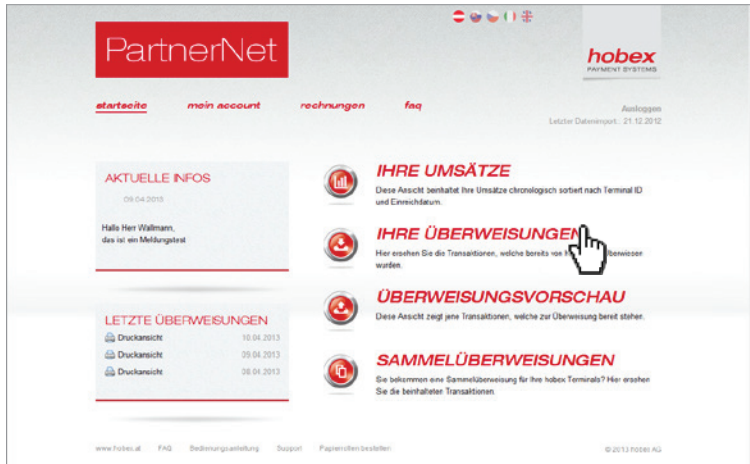 PartnerNet
hobex
PAYMENT SYSTEMS
startseite mein account rechnungen faq
Ausloggen
Letzter Datenimport: 21.12.2012
AKTUELLE INFOS
09.04.2013
Hallo Herr Wallmann,
das ist ein Meldungstest
LETZTE ÜBERWEISUNGEN
Druckansicht 10.04.2013
Druckansicht 09.04.2013
Druckansicht 08.04.2013
IHRE UMSÄTZE
Diese Ansicht beinhaltet Ihre Umsätze chronologisch sortiert nach Terminal ID
und Einreichdatum.
IHRE ÜBERWEISUNGEN
Hier ersehen Sie die Transaktionen, welche bereits von überwiesen
wurden.
ÜBERWEISUNGSVORSCHAU
Diese Ansicht zeigt jene Transaktionen, welche zur Überweisung bereit stehen.
SAMMELÜBERWEISUNGEN
Sie bekommen eine Sammelüberweisung für Ihre hobex Terminals? Hier ersehen
Sie die beinhalteten Transaktionen.
www.hobex.at FAQ Bedienungsanleitung Support Papierrollen bestellen
© 2013 hobex AG